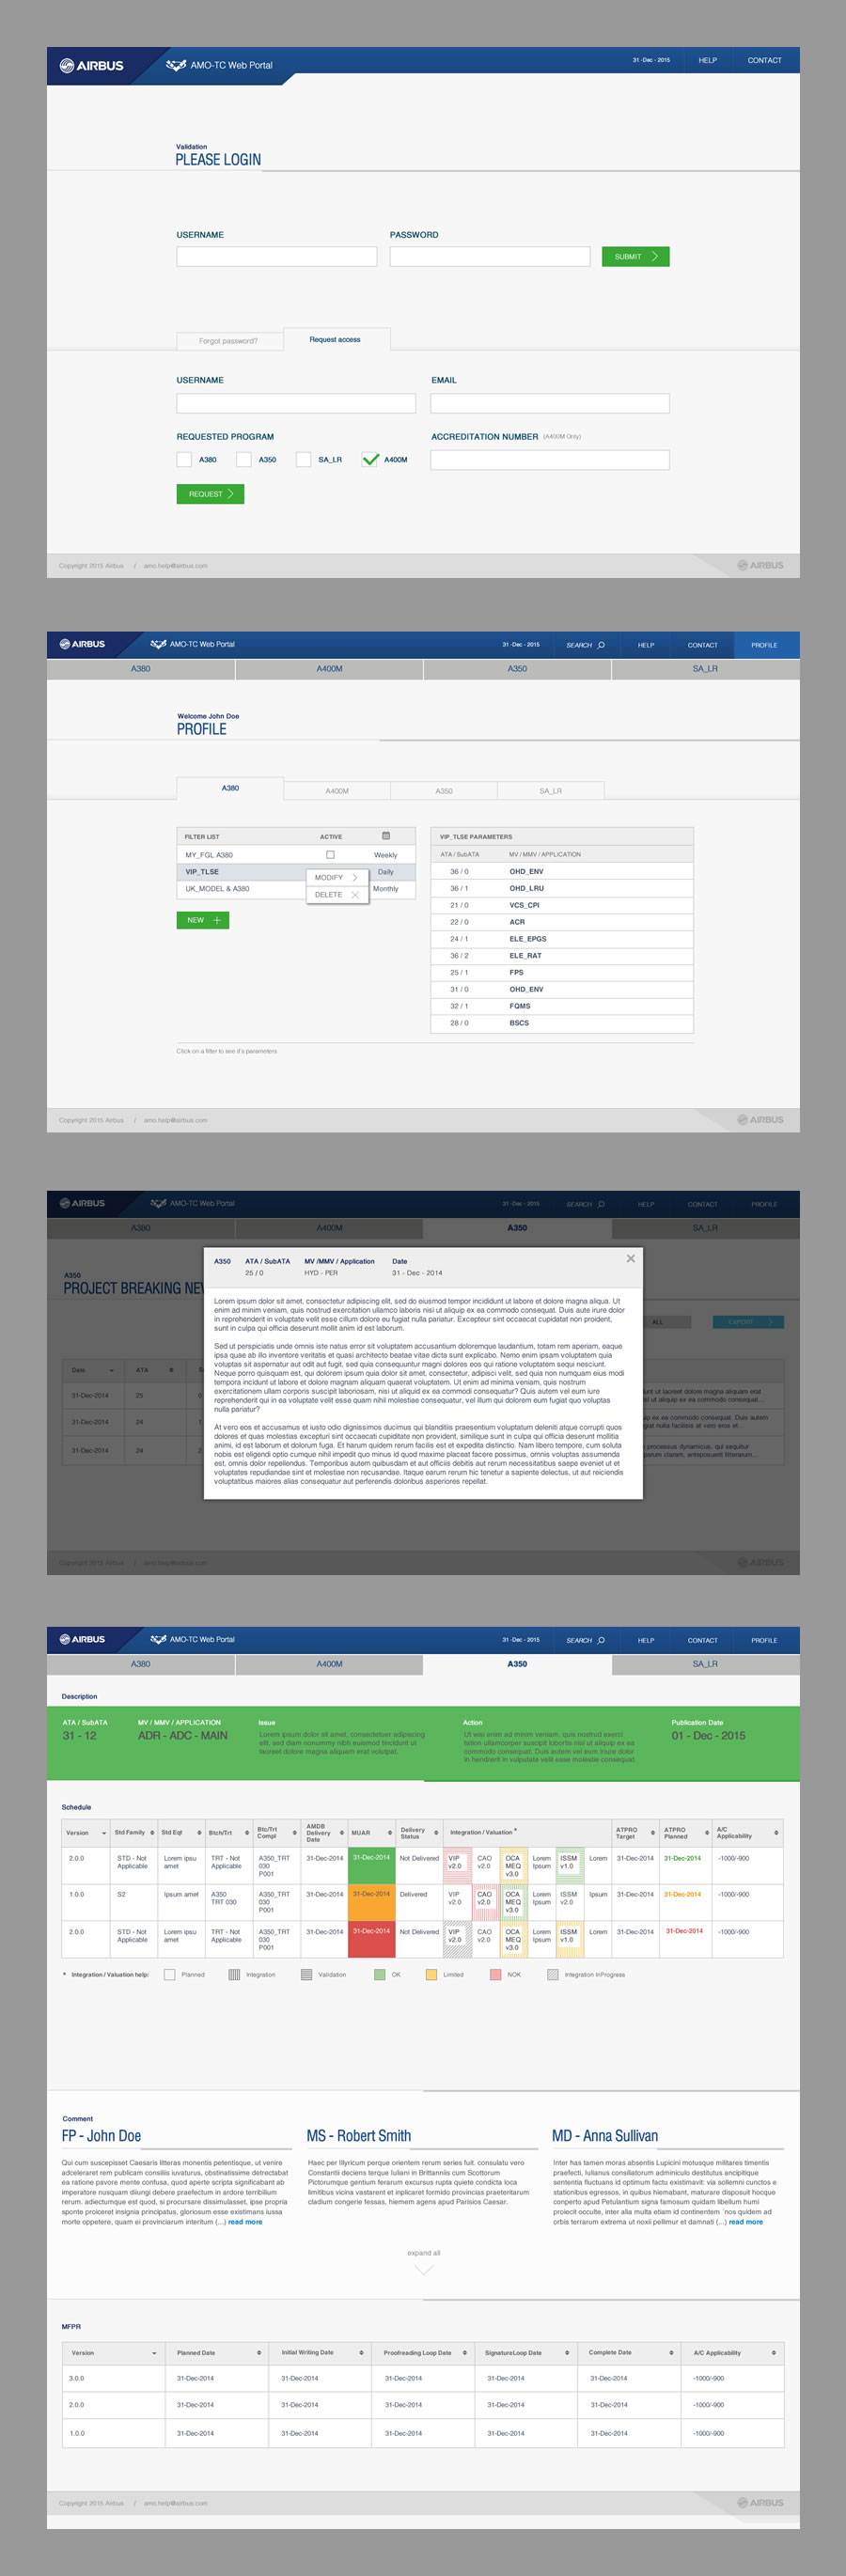 AIRBUS
AMO-TC Web Portal
31 -Dec - 2015
HELP
CONTACT
Validation
PLEASE LOGIN
USERNAME
PASSWORD
SUBMIT
Forgot password?
Request access
USERNAME
EMAIL
REQUESTED PROGRAM
ACCREDITATION NUMBER (A400M Only)
A380
A350
SA_LR
A400M
REQUEST
Copyright 2015 Airbus / amo.help@airbus.com
AIRBUS
AIRBUS
AMO-TC Web Portal
31 -Dec - 2015
SEARCH
HELP
CONTACT
PROFILE
A380
A400M
A350
SA_LR
Welcome John Doe
PROFILE
A380
A400M
A350
SA_LR
FILTER LIST
ACTIVE
MY_FGL A380
Weekly
VIP_TLSE
Daily
UK_MODEL & A380
Monthly
MODIFY
DELETE
NEW
VIP_TLSE PARAMETERS
ATA / SubATA
MV / MMV / APPLICATION
36 / 0 OHD_ENV
36 / 1 OHD_LRU
21 / 0 VCS_CPI
22 / 0 ACR
24 / 1 ELE_EPGS
36 / 2 ELE_RAT
25 / 1 FPS
31 / 0 OHD_ENV
32 / 1 FQMS
28 / 0 BSCS
Click on a filter to see it's parameters
Copyright 2015 Airbus / amo.help@airbus.com
AIRBUS
AIRBUS
AMO-TC Web Portal
31 -Dec - 2015
SEARCH
HELP
CONTACT
PROFILE
A380
A400M
A350
SA_LR
A350
PROJECT BREAKING NEW
ALL
EXPORT
Date
ATA
31-Dec-2014 25
31-Dec-2014 24
31-Dec-2014 24
A350
ATA / SubATA
MV /MMV / Application
Date
25 / 0
HYD - PER
31 - Dec - 2014
Lorem ipsum dolor sit amet, consectetur adipiscing elit, sed do eiusmod tempor incididunt ut labore et dolore magna aliqua. Ut
enim ad minim veniam, quis nostrud exercitation ullamco laboris nisi ut aliquip ex ea commodo consequat. Duis aute irure dolor
in reprehenderit in voluptate velit esse cillum dolore eu fugiat nulla pariatur. Excepteur sint occaecat cupidatat non proident,
sunt in culpa qui officia deserunt mollit anim id est laborum.
Sed ut perspiciatis unde omnis iste natus error sit voluptatem accusantium doloremque laudantium, totam rem aperiam, eaque
ipsa quae ab illo inventore veritatis et quasi architecto beatae vitae dicta sunt explicabo. Nemo enim ipsam voluptatem quia
voluptas sit aspernatur aut odit aut fugit, sed quia consequuntur magni dolores eos qui ratione voluptatem sequi nesciunt.
Neque porro quisquam est, qui dolorem ipsum quia dolor sit amet, consectetur, adipisci velit, sed quia non numquam eius modi
tempora incidunt ut labore et dolore magnam aliquam quaerat voluptatem. Ut enim ad minima veniam, quis nostrum
exercitationem ullam corporis suscipit laboriosam, nisi ut aliquid ex ea commodi consequatur? Quis autem vel eum iure
reprehenderit qui in ea voluptate velit esse quam nihil molestiae consequatur, vel illum qui dolorem eum fugiat quo voluptas
nulla pariatur?
At vero eos et accusamus et iusto odio dignissimos ducimus qui blanditiis praesentium voluptatum deleniti atque corrupti quos
dolores et quas molestias excepturi sint occaecati cupiditate non provident, similique sunt in culpa qui officia deserunt mollitia
animi, id est laborum et dolorum fuga. Et harum quidem rerum facilis est et expedita distinctio. Nam libero tempore, cum soluta
nobis est eligendi optio cumque nihil impedit quo minus id quod maxime placeat facere possimus, omnis voluptas assumenda
est, omnis dolor repellendus. Temporibus autem quibusdam et aut officiis debitis aut rerum necessitatibus saepe eveniet ut et
voluptates repudiandae sint et molestiae non recusandae. Itaque earum rerum hic tenetur a sapiente delectus, ut aut reiciendis
voluptatibus maiores alias consequatur aut perferendis doloribus asperiores repellat.
Copyright 2015 Airbus / amo.help@airbus.com
AIRBUS
AIRBUS
AMO-TC Web Portal
31 -Dec - 2015
SEARCH
HELP
CONTACT
PROFILE
A380
A400M
A350
SA_LR
Description
ATA / SubATA
31 - 12
MV / MMV / APPLICATION
ADR - ADC - MAIN
Issue
Lorem ipsum dolor sit amet, consectetuer adipiscing
elit, sed diam nonummy nibh euismod tincidunt ut
laoreet dolore magna aliquam erat volutpat.
Action
Ut wisi enim ad minim veniam, quis nostrud exerci
tation ullamcorper suscipit lobortis nisl ut aliquip ex ea
commodo consequat. Duis autem vel eum iriure dolor
in hendrerit in vulputate velit esse molestie consequat.
Publication Date
01 - Dec - 2015
Schedule
Version
Std Family
Std Eqt
Btch/Trt
Btc/Trt Compl
AMDB Delivery Date
MUAR
Delivery Status
Integration / Valuation *
ATPRO Target
ATPRO Planned
A/C Applicability
2.0.0 STD - Not Applicable Lorem ipsu amet TRT - Not Applicable A350_TRT 030 P001 31-Dec-2014 31-Dec-2014 Not Delivered VIP v2.0 CAO v2.0 OCA MEQ v3.0 Lorem Ipsum ISSM v1.0 Lorem 31-Dec-2014 31-Dec-2014 -1000/-900
1.0.0 S2 Ipsum amet A350 TRT 030 A350_TRT 030 P001 31-Dec-2014 31-Dec-2014 Delivered VIP v2.0 CAO v2.0 OCA MEQ v3.0 Lorem Ipsum ISSM v2.0 Ipsum 31-Dec-2014 31-Dec-2014 -1000/-900
2.0.0 STD - Not Applicable Lorem ipsu amet TRT - Not Applicable A350_TRT 030 P001 31-Dec-2014 31-Dec-2014 Not Delivered VIP v2.0 CAO v2.0 OCA MEQ v3.0 Lorem Ipsum ISSM v1.0 Lorem 31-Dec-2014 31-Dec-2014 -1000/-900
* Integration / Valuation help: Planned Integration Validation OK Limited NOK Integration InProgress
Comment
FP - John Doe
Qui cum suscepisset Caesaris litteras momentis petentisque, ut venire
adceleraret rem publicam consiliis iuvaturus, obstinatissime detrectabat
ea ratione pavore mente confusa, quod aperte scripta significabant ab
imperatore nusquam diiungi debere praefectum in ardore terribilium
rerum. adiectumque est quod, si procursare dissimulasset, ipse propria
sponte proiceret insignia principatus, gloriosum esse existimans iussa
morte oppetere, quam ei provinciarum interitum (...) read more
MS - Robert Smith
Haec per Illyricum perque orientem rerum series fuit. consulatu vero
Constantii deciens terque Iuliani in Brittanniis cum Scottorum
Pictorumque gentium ferarum excursus rupta quiete condicta loca
limitibus vicina vastarent et inplicaret formido provincias praeteritarum
cladium congerie fessas, hiemem agens apud Parisios Caesar.
MD - Anna Sullivan
Inter has tamen moras absentis Lupicini motusque militares timentis
praefecti, Iulianus consiliatorum adminiculo destitutus ancipitique
sententia fluctuans id optimum factu existimavit: via sollemni cunctos e
stationibus egressos, in quibus hiemabant, maturare disposuit hocque
conperto apud Petulantium signa famosum quidam libellum humi
proiecit occulte, inter alia multa etiam id continentem `nos quidem ad
orbis terrarum extrema ut noxii pellimur et damnati (...) read more
expand all
MFPR
Version
Planned Date
Initial Writing Date
Proofreading Loop Date
SignatureLoop Date
Complete Date
A/C Applicability
3.0.0 31-Dec-2014 31-Dec-2014 31-Dec-2014 31-Dec-2014 31-Dec-2014 -1000/-900
2.0.0 31-Dec-2014 31-Dec-2014 31-Dec-2014 31-Dec-2014 31-Dec-2014 -1000/-900
1.0.0 31-Dec-2014 31-Dec-2014 31-Dec-2014 31-Dec-2014 31-Dec-2014 -1000/-900
Copyright 2015 Airbus / amo.help@airbus.com
AIRBUS